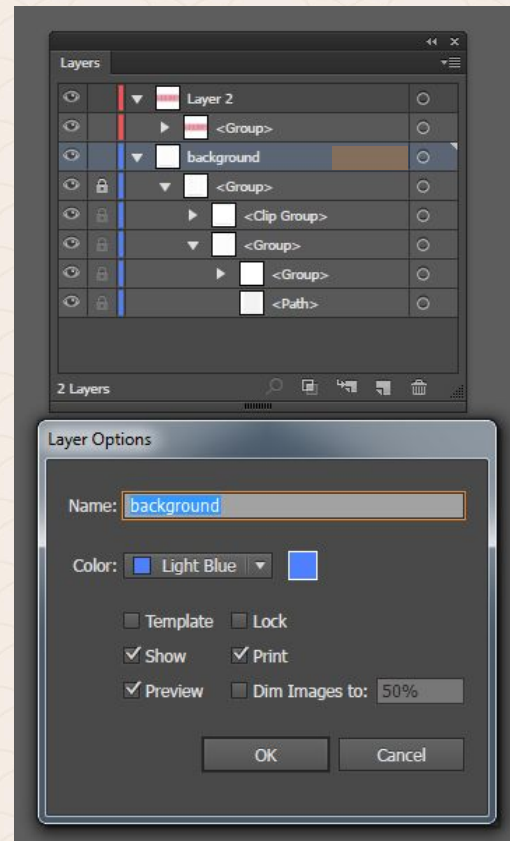 Layers
Layer 2
<Group>
background
<Group>
<Clip Group>
<Group>
<Group>
<Path>
2 Layers
Layer Options
Name: background
Color: Light Blue
Template Lock
Show Print
Preview Dim Images to: 50%
OK Cancel